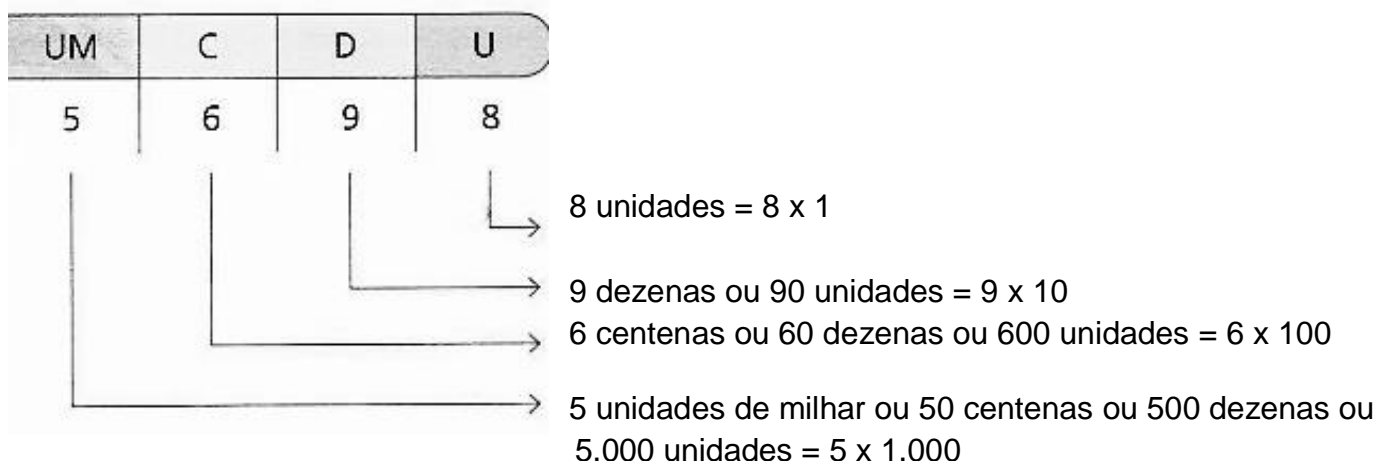 UM C D U
5 6 9 8
8 unidades = 8 x 1
9 dezenas ou 90 unidades = 9 x 10
6 centenas ou 60 dezenas ou 600 unidades = 6 x 100
5 unidades de milhar ou 50 centenas ou 500 dezenas ou
5.000 unidades = 5 x 1.000